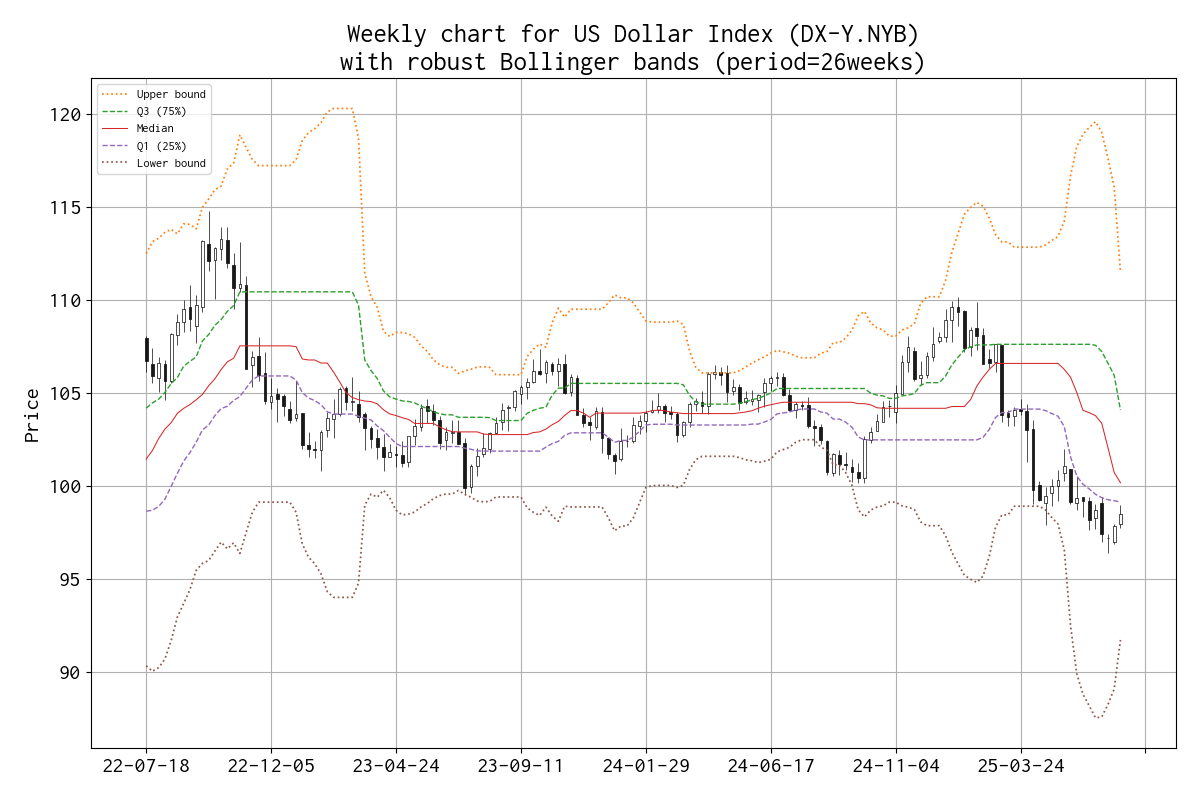 Weekly chart for US Dollar Index (DX-Y.NYB)
with robust Bollinger bands (period=26weeks)
Upper bound
Q3 (75%)
Median
Q1 (25%)
Lower bound
120
115
110
105
100
95
90
Price
22-07-18
22-12-05
23-04-24
23-09-11
24-01-29
24-06-17
24-11-04
25-03-24